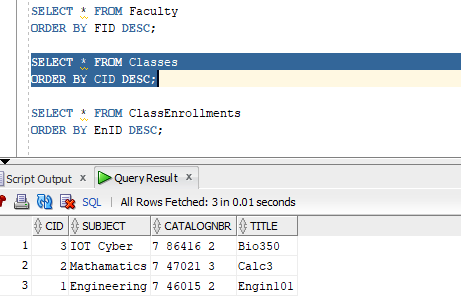 SELECT * FROM Faculty
ORDER BY FID DESC;
SELECT * FROM Classes
ORDER BY CID DESC;
SELECT * FROM ClassEnrollments
ORDER BY EnID DESC;
Script Output x Query Result x
SQL | All Rows Fetched: 3 in 0.01 seconds
CID SUBJECT CATALOGNBR TITLE
1 3 IOT Cyber 7 86416 2 Bio350
2 2 Mathamatics 7 47021 3 Calc3
3 1 Engineering 7 46015 2 Engin101